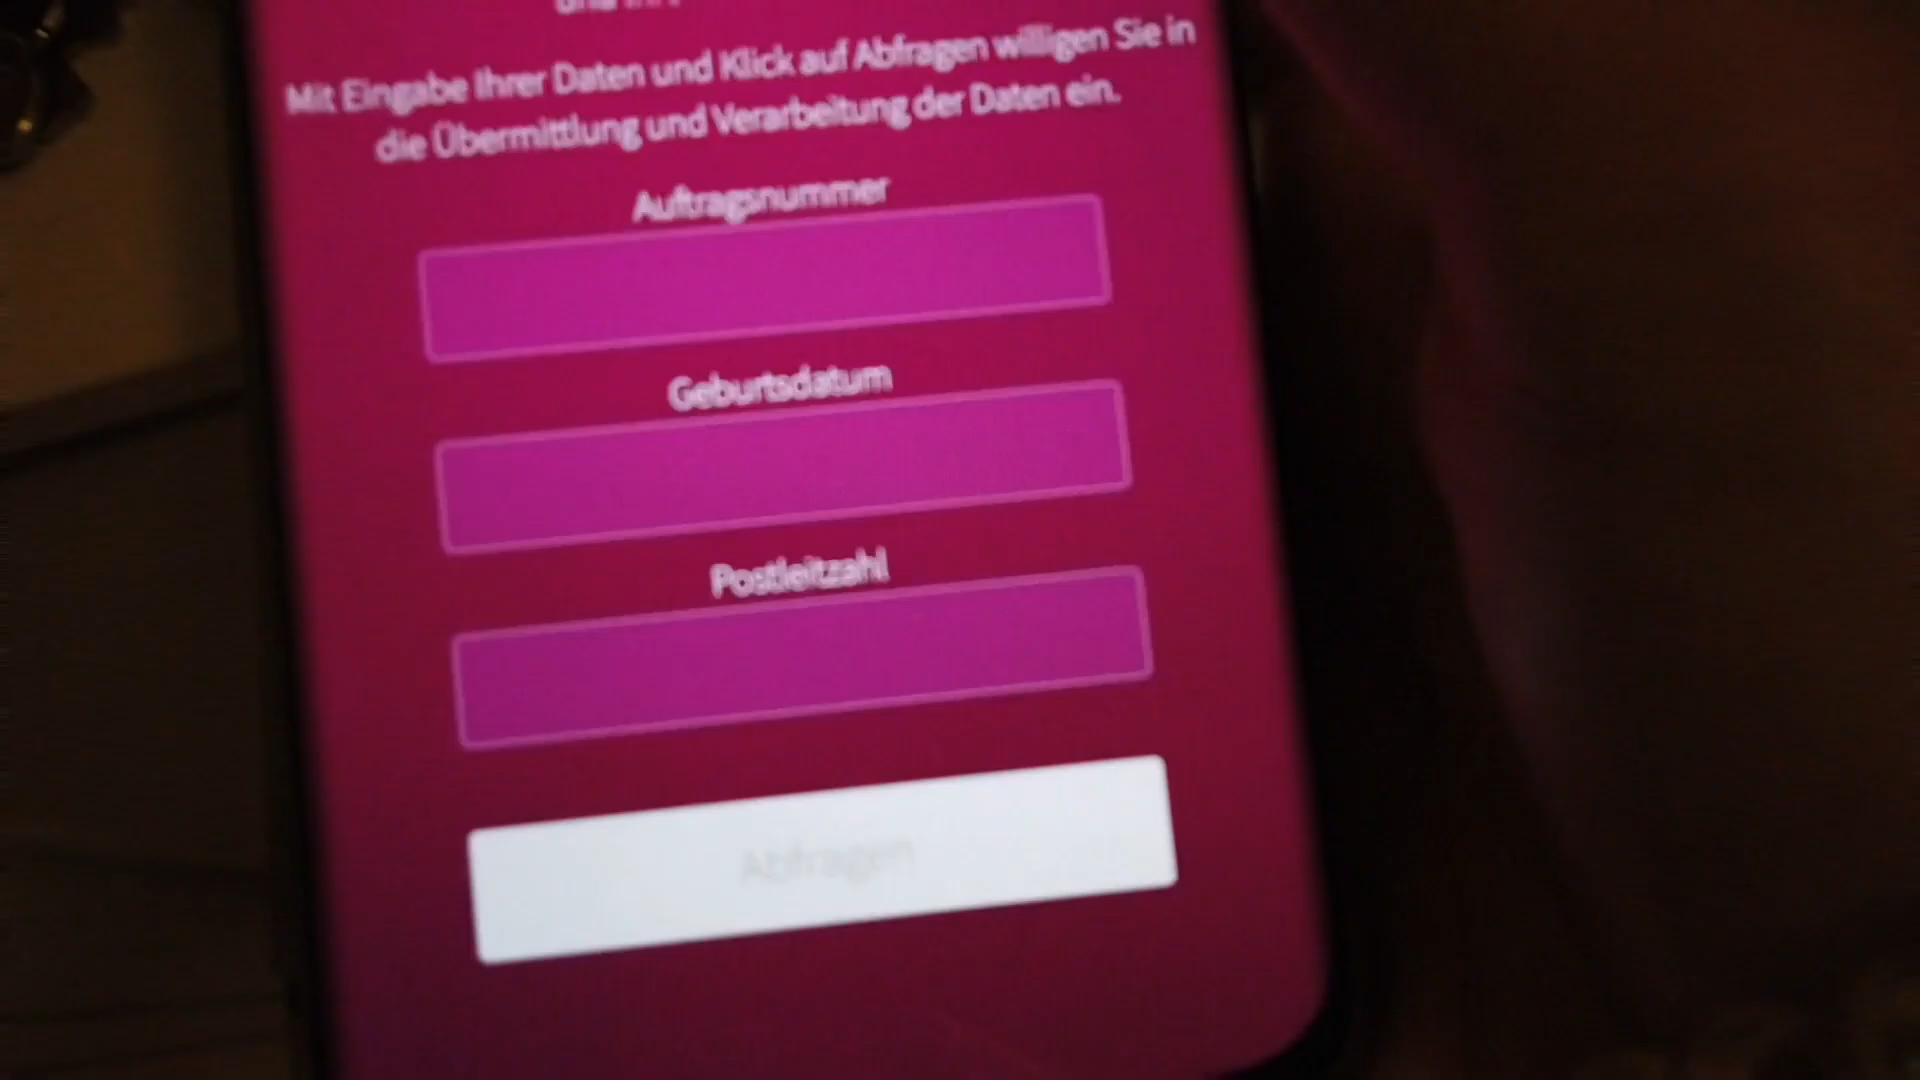 Mit Eingabe Ihrer Daten und Klick auf Abfragen willigen Sie in
die Übermittlung und Verarbeitung der Daten ein.
Auftragsnummer
Geburtsdatum
Postleitzahl
Abfragen